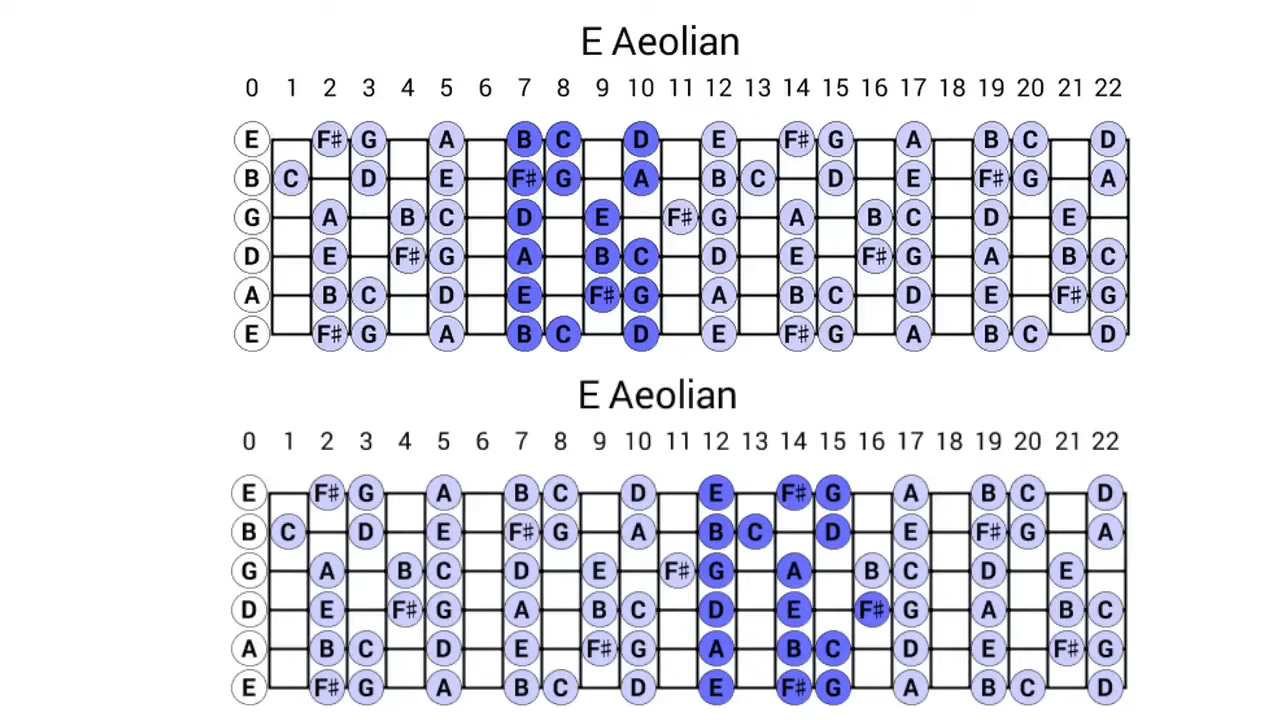 E Aeolian
0 1 2 3 4 5 6 7 8 9 10 11 12 13 14 15 16 17 18 19 20 21 22
E F# G A B C D E F# G A B C D
B C D E F# G A B C D E F# G A
G A B C D E F# G A B C D E
D E F# G A B C D E F# G A B C
A B C D E F# G A B C D E F# G
E F# G A B C D E F# G A B C D
E Aeolian
0 1 2 3 4 5 6 7 8 9 10 11 12 13 14 15 16 17 18 19 20 21 22
E F# G A B C D E F# G A B C D
B C D E F# G A B C D E F# G A
G A B C D E F# G A B C D E
D E F# G A B C D E F# G A B C
A B C D E F# G A B C D E F# G
E F# G A B C D E F# G A B C D